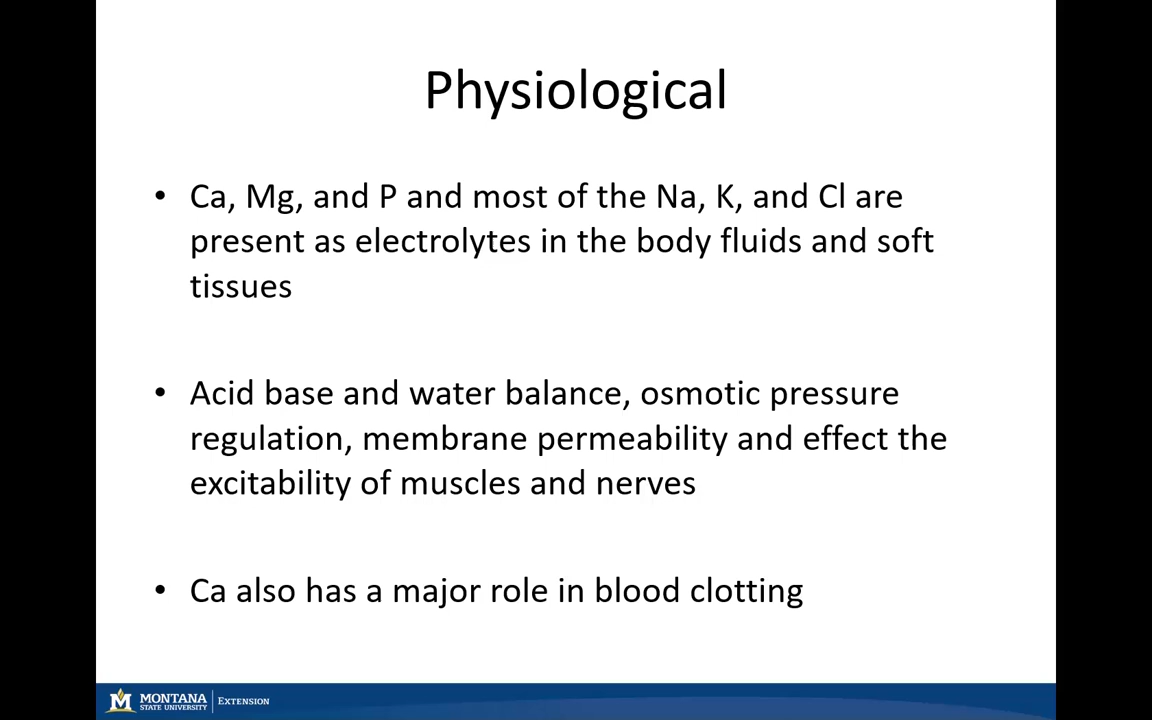 Physiological
• Ca, Mg, and P and most of the Na, K, and Cl are
present as electrolytes in the body fluids and soft
tissues
• Acid base and water balance, osmotic pressure
regulation, membrane permeability and effect the
excitability of muscles and nerves
• Ca also has a major role in blood clotting
M MONTANA
STATE UNIVERSITY
EXTENSION